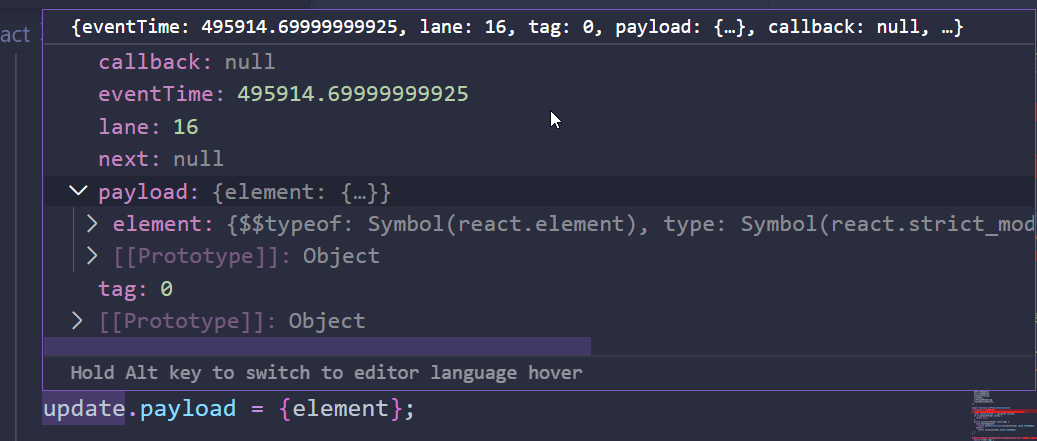 act
{eventTime: 495914.69999999925, lane: 16, tag: 0, payload: {…}, callback: null, …}
callback: null
eventTime: 495914.69999999925
lane: 16
next: null
payload: {element: {…}}
element: {$$typeof: Symbol(react.element), type: Symbol(react.strict_mod
[[Prototype]]: Object
tag: 0
[[Prototype]]: Object
Hold Alt key to switch to editor language hover
update.payload = {element};